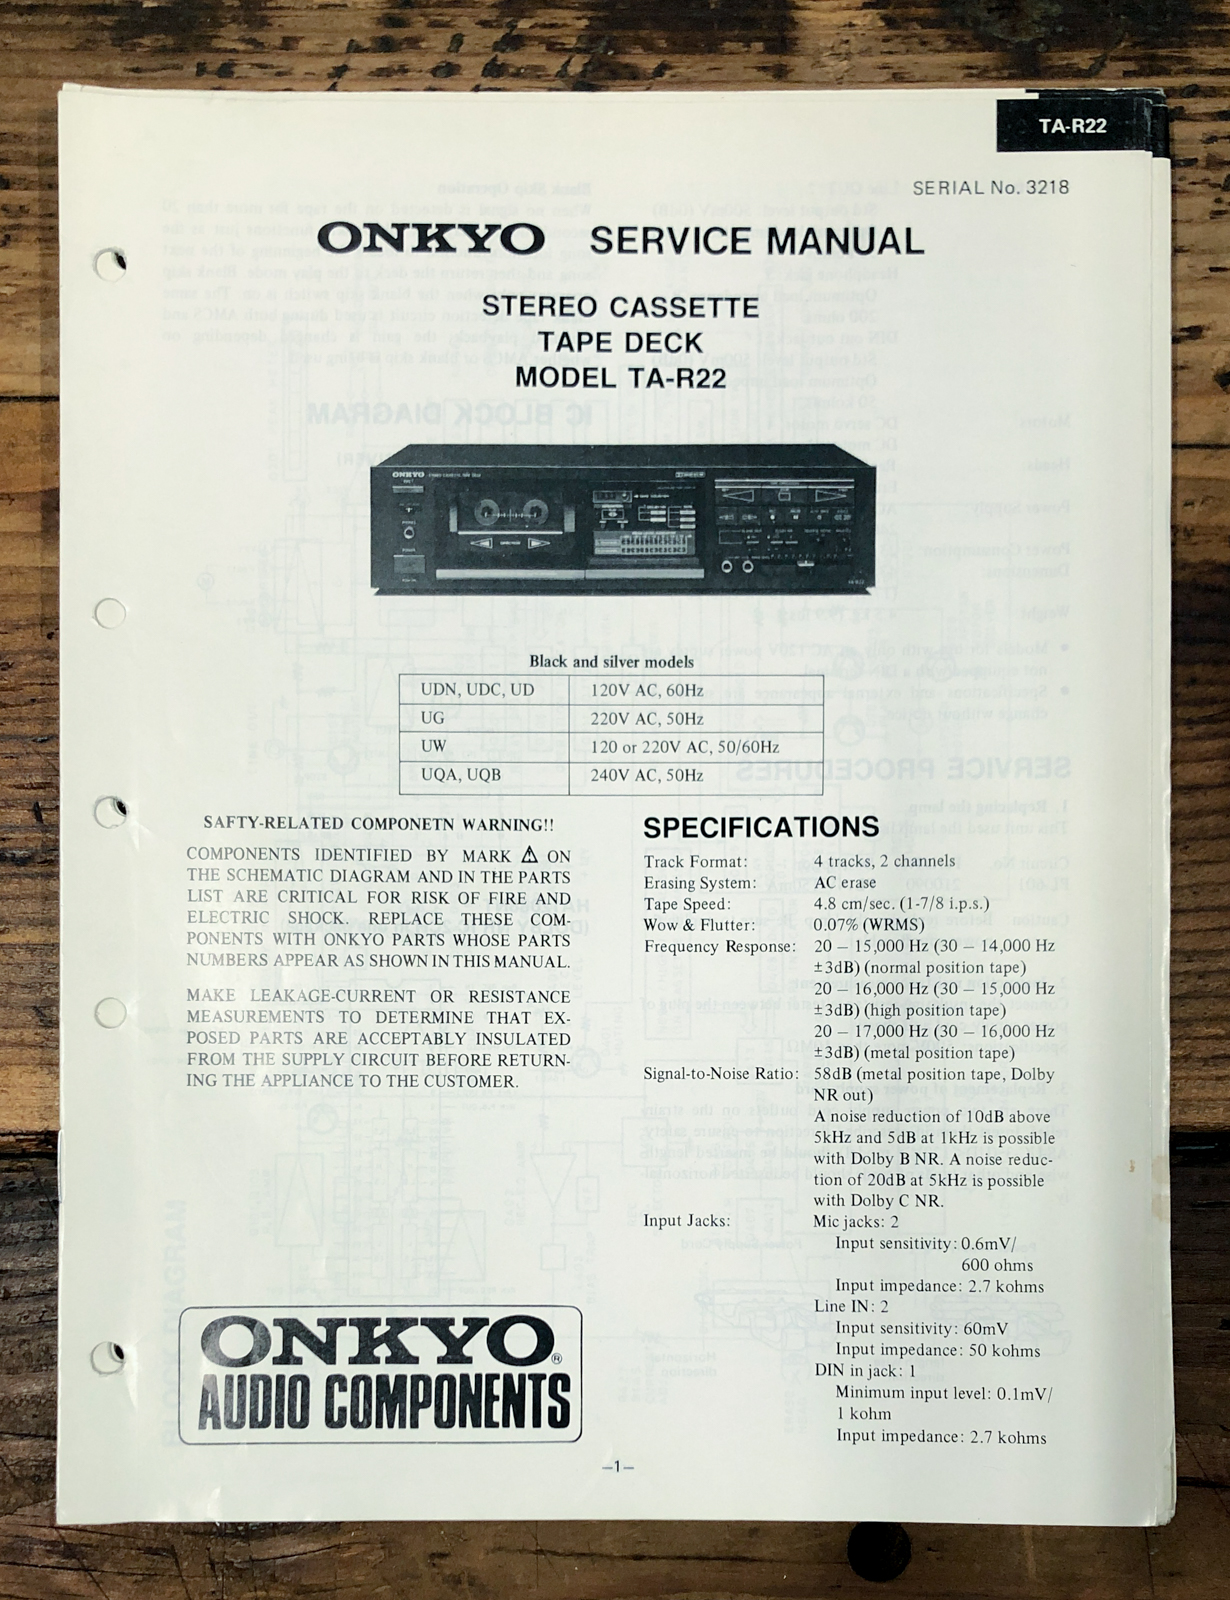 TA-R22
SERIAL No. 3218
ONKYO SERVICE MANUAL
STEREO CASSETTE
TAPE DECK
MODEL TA-R22
ONKYO
Black and silver models
UDN, UDC, UD 120V AC, 60Hz
UG 220V AC, 50Hz
UW 120 or 220V AC, 50/60Hz
UQA, UQB 240V AC, 50Hz
SAFTY-RELATED COMPONETN WARNING!!
COMPONENTS IDENTIFIED BY MARK ⚠ ON
THE SCHEMATIC DIAGRAM AND IN THE PARTS
LIST ARE CRITICAL FOR RISK OF FIRE AND
ELECTRIC SHOCK. REPLACE THESE COM-
PONENTS WITH ONKYO PARTS WHOSE PARTS
NUMBERS APPEAR AS SHOWN IN THIS MANUAL.
MAKE LEAKAGE-CURRENT OR RESISTANCE
MEASUREMENTS TO DETERMINE THAT EX-
POSED PARTS ARE ACCEPTABLY INSULATED
FROM THE SUPPLY CIRCUIT BEFORE RETURN-
ING THE APPLIANCE TO THE CUSTOMER.
ONKYO®
AUDIO COMPONENTS
SPECIFICATIONS
Track Format: 4 tracks, 2 channels
Erasing System: AC erase
Tape Speed: 4.8 cm/sec. (1-7/8 i.p.s.)
Wow & Flutter: 0.07% (WRMS)
Frequency Response: 20 – 15,000 Hz (30 – 14,000 Hz
±3dB) (normal position tape)
20 – 16,000 Hz (30 – 15,000 Hz
±3dB) (high position tape)
20 – 17,000 Hz (30 – 16,000 Hz
±3dB) (metal position tape)
Signal-to-Noise Ratio: 58dB (metal position tape, Dolby
NR out)
A noise reduction of 10dB above
5kHz and 5dB at 1kHz is possible
with Dolby B NR. A noise reduc-
tion of 20dB at 5kHz is possible
with Dolby C NR.
Input Jacks: Mic jacks: 2
Input sensitivity: 0.6mV/
600 ohms
Input impedance: 2.7 kohms
Line IN: 2
Input sensitivity: 60mV
Input impedance: 50 kohms
DIN in jack: 1
Minimum input level: 0.1mV/
1 kohm
Input impedance: 2.7 kohms
–1–